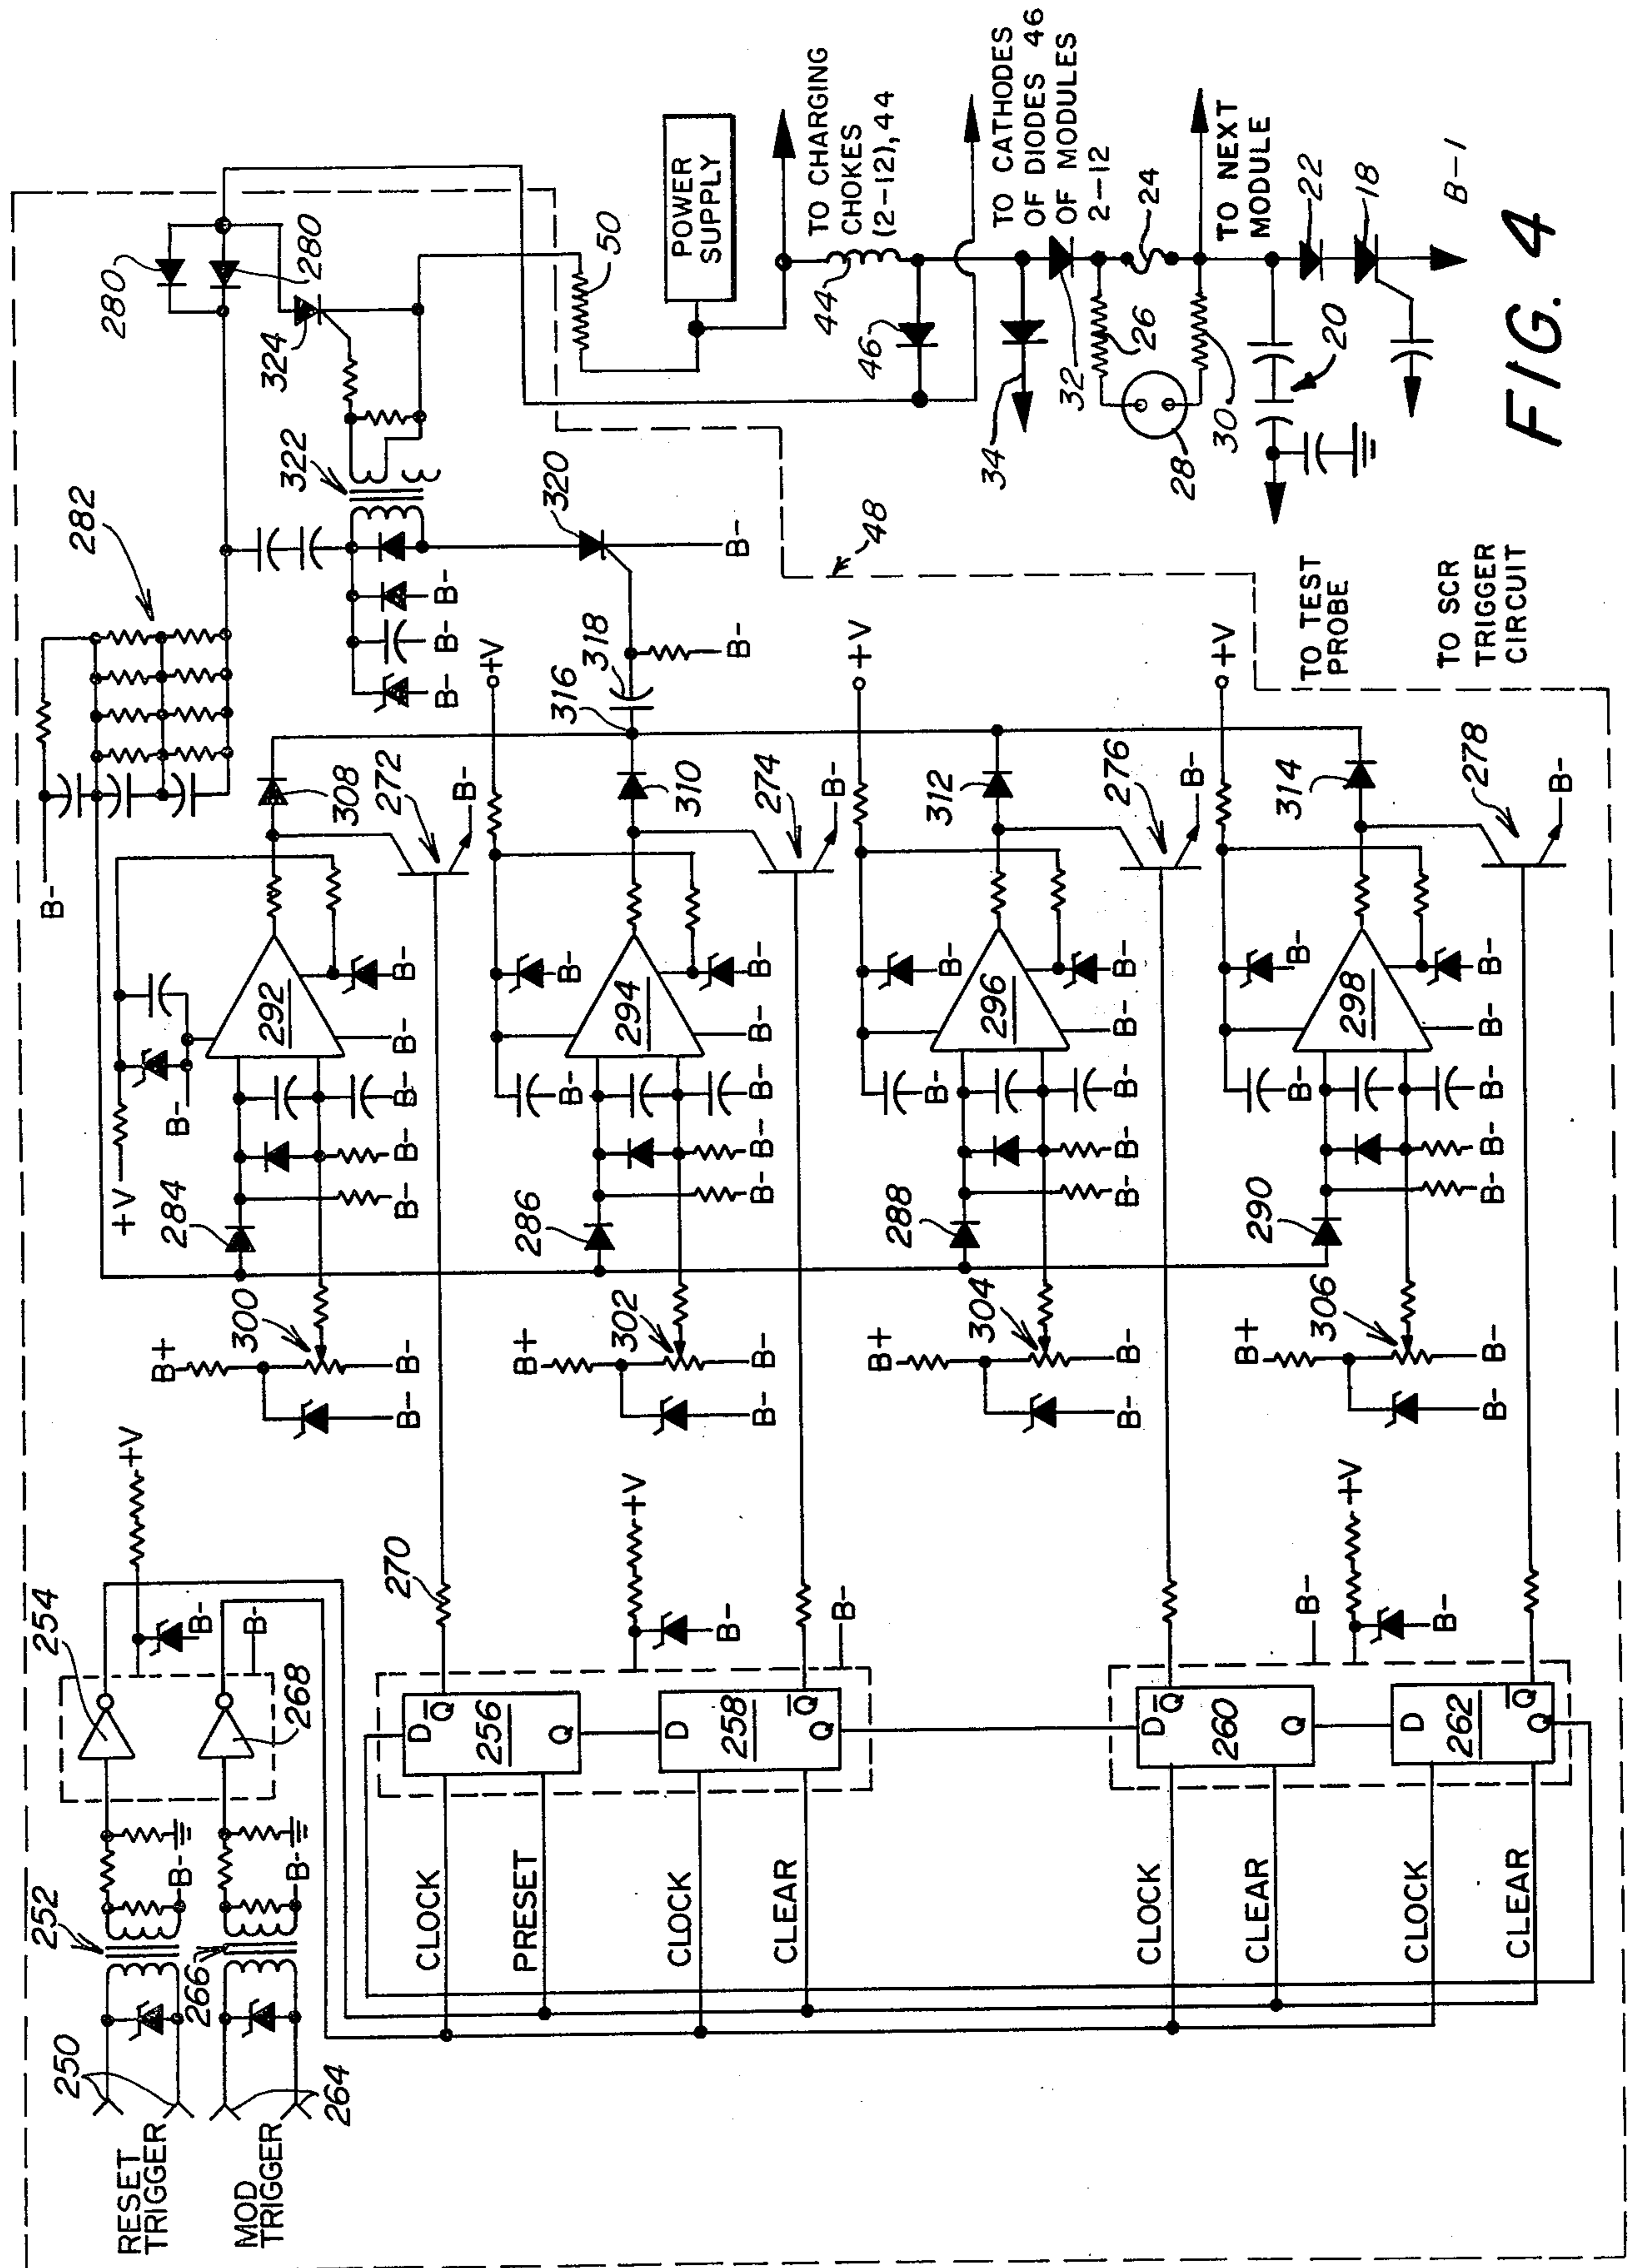 280
280
324
322
282
320
50
POWER
SUPPLY
TO CHARGING
CHOKES
(2-12), 44
44
46
TO CATHODES
OF DIODES 46
OF MODULES
2-12
34
32
26
24
28
30
TO NEXT
MODULE
22
20
18
B-1
FIG. 4
48
B-
B-
B-
B-
B-
B-
318
316
+V
+V
+V
TO TEST
PROBE
TO SCR
TRIGGER
CIRCUIT
308
272
B-
310
274
B-
312
276
B-
314
278
B-
292
B-
B-
B-
B-
B-
B-
+V
284
294
B-
B-
B-
B-
B-
B-
B-
286
296
B-
B-
B-
B-
B-
B-
B-
288
298
B-
B-
B-
B-
B-
B-
B-
290
B+
300
B-
B-
B+
302
B-
B-
B+
304
B-
B-
B+
306
B-
B-
+V
254
B-
B-
268
270
+V
B-
B-
B-
+V
B-
252
B-
266
B-
250
RESET
TRIGGER
264
MOD
TRIGGER
D
Q
256
Q
D
258
Q
Q
D
Q
260
Q
D
262
Q
Q
CLOCK
PRESET
CLOCK
CLEAR
CLOCK
CLEAR
CLOCK
CLEAR